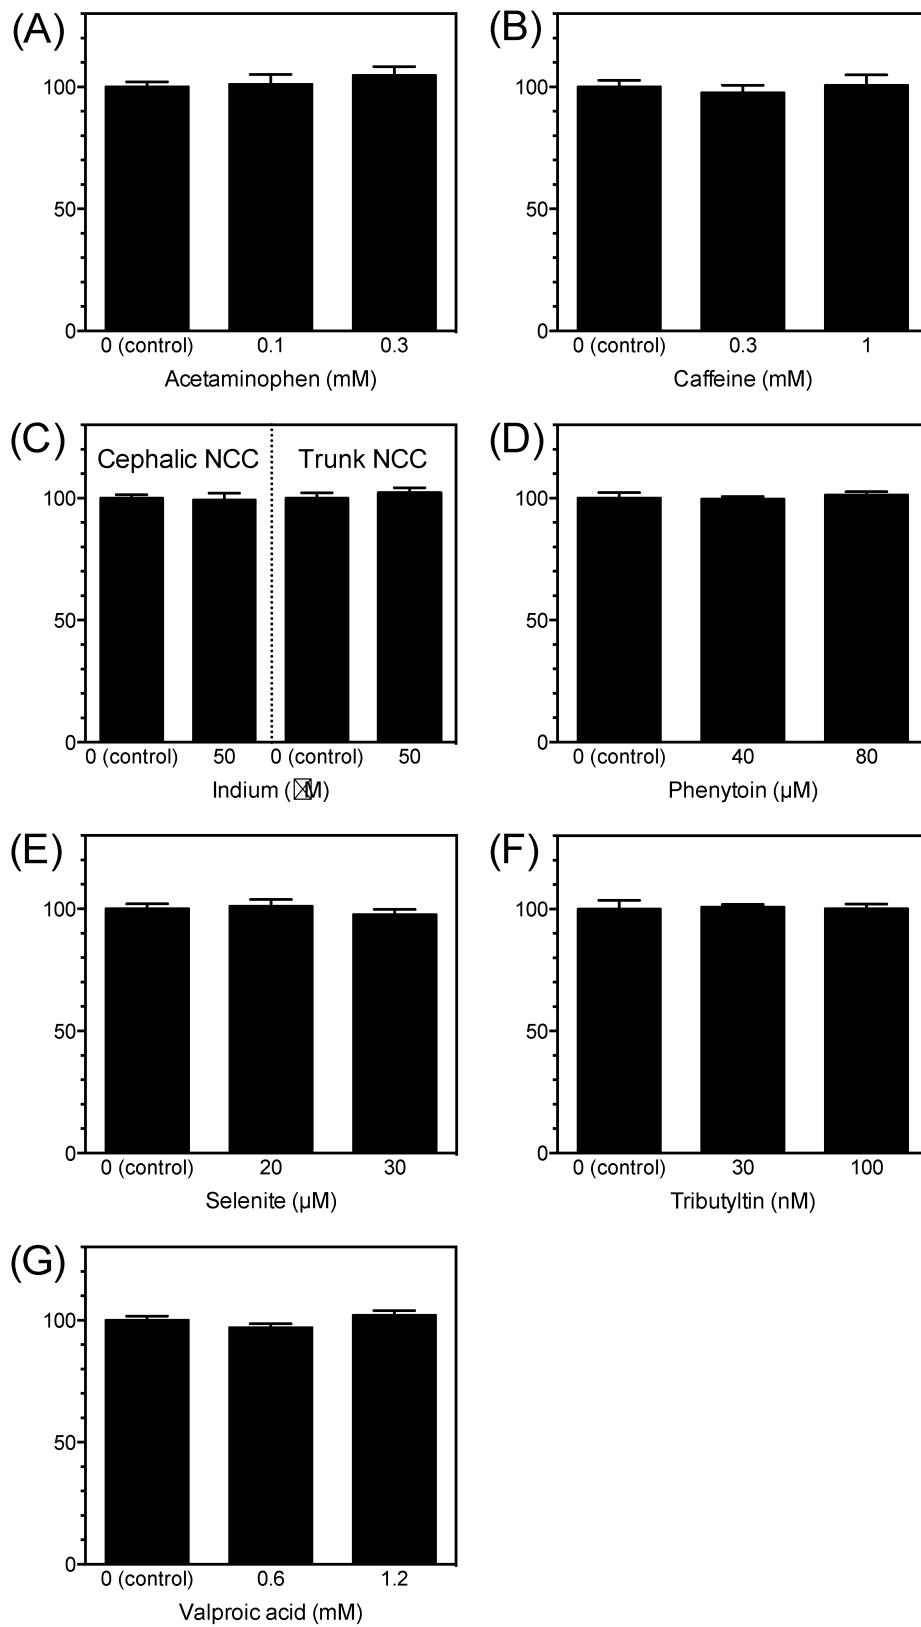 (A)
100
50
0
0 (control) 0.1 0.3
Acetaminophen (mM)
(B)
100
50
0
0 (control) 0.3 1
Caffeine (mM)
(C)
Cephalic NCC Trunk NCC
100
50
0
0 (control) 50 0 (control) 50
Indium (☒M)
(D)
100
50
0
0 (control) 40 80
Phenytoin (µM)
(E)
100
50
0
0 (control) 20 30
Selenite (µM)
(F)
100
50
0
0 (control) 30 100
Tributyltin (nM)
(G)
100
50
0
0 (control) 0.6 1.2
Valproic acid (mM)